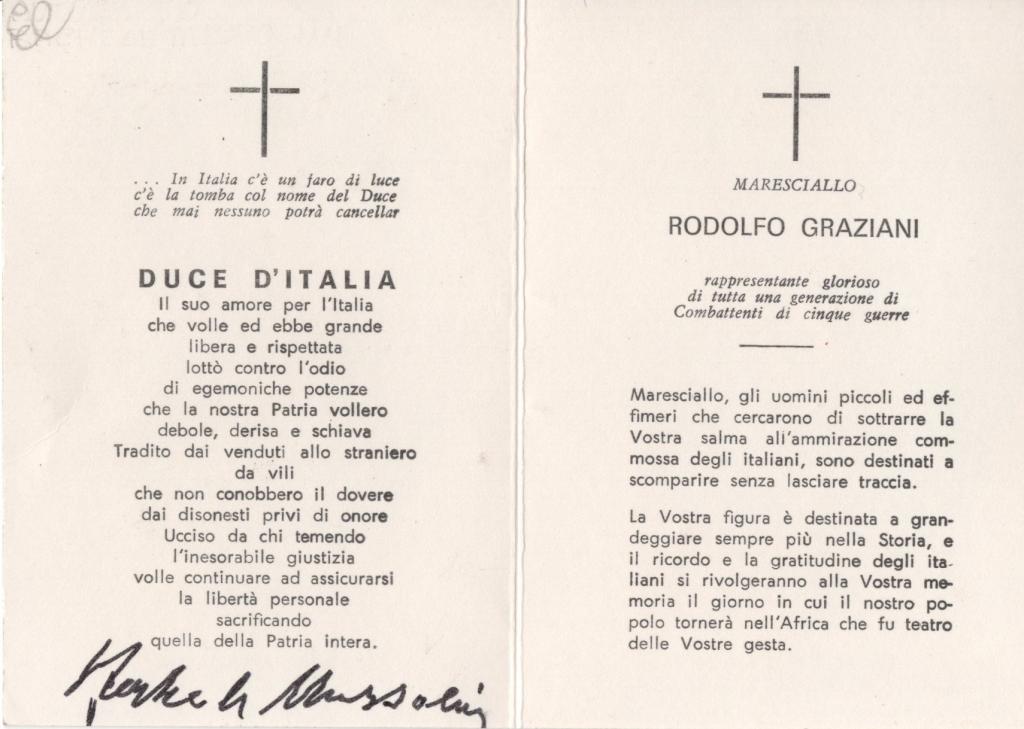 . . . In Italia c'è un faro di luce
c'è la tomba col nome del Duce
che mai nessuno potrà cancellar
DUCE D'ITALIA
Il suo amore per l'Italia
che volle ed ebbe grande
libera e rispettata
lottò contro l'odio
di egemoniche potenze
che la nostra Patria vollero
debole, derisa e schiava
Tradito dai venduti allo straniero
da vili
che non conobbero il dovere
dai disonesti privi di onore
Ucciso da chi temendo
l'inesorabile giustizia
volle continuare ad assicurarsi
la libertà personale
sacrificando
quella della Patria intera.
Rachele Mussolini
MARESCIALLO
RODOLFO GRAZIANI
rappresentante glorioso
di tutta una generazione di
Combattenti di cinque guerre
Maresciallo, gli uomini piccoli ed ef-
fimeri che cercarono di sottrarre la
Vostra salma all'ammirazione com-
mossa degli italiani, sono destinati a
scomparire senza lasciare traccia.
La Vostra figura è destinata a gran-
deggiare sempre più nella Storia, e
il ricordo e la gratitudine degli ita-
liani si rivolgeranno alla Vostra me-
moria il giorno in cui il nostro po-
polo tornerà nell'Africa che fu teatro
delle Vostre gesta.